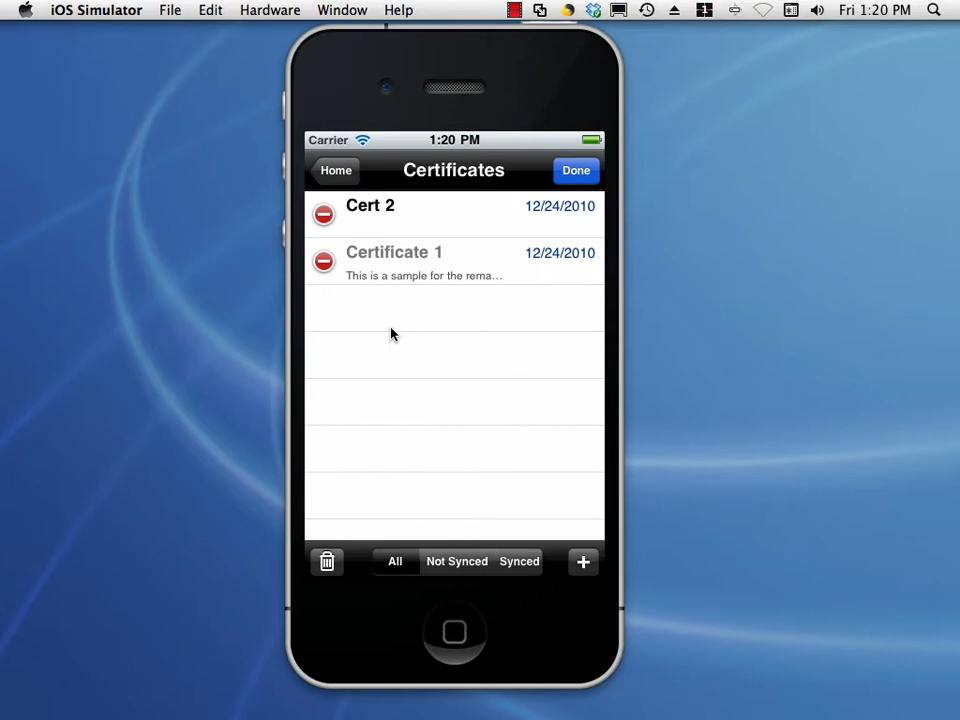 iOS Simulator File Edit Hardware Window Help 1 Fri 1:20 PM
Carrier 1:20 PM
Home Certificates Done
Cert 2 12/24/2010
Certificate 1 12/24/2010
This is a sample for the rema...
All Not Synced Synced +